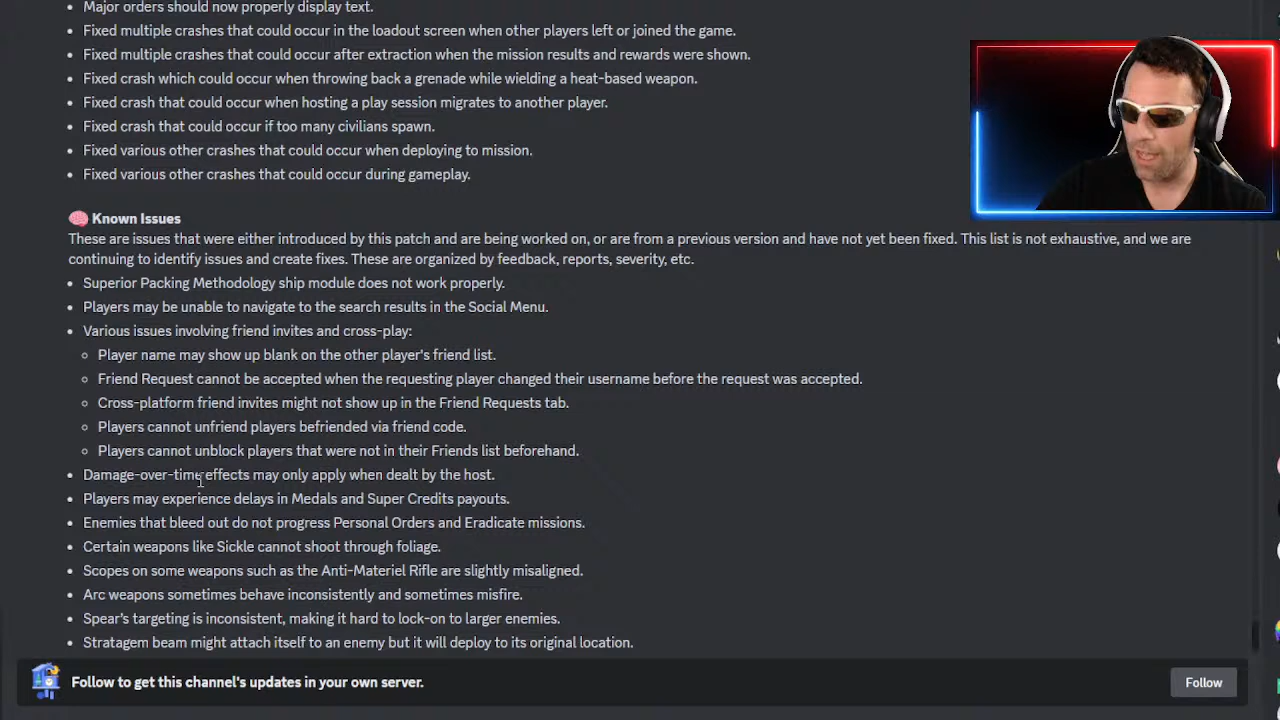 Major orders should now properly display text.
Fixed multiple crashes that could occur in the loadout screen when other players left or joined the game.
Fixed multiple crashes that could occur after extraction when the mission results and rewards were shown.
Fixed crash which could occur when throwing back a grenade while wielding a heat-based weapon.
Fixed crash that could occur when hosting a play session migrates to another player.
Fixed crash that could occur if too many civilians spawn.
Fixed various other crashes that could occur when deploying to mission.
Fixed various other crashes that could occur during gameplay.
Known Issues
These are issues that were either introduced by this patch and are being worked on, or are from a previous version and have not yet been fixed. This list is not exhaustive, and we are
continuing to identify issues and create fixes. These are organized by feedback, reports, severity, etc.
Superior Packing Methodology ship module does not work properly.
Players may be unable to navigate to the search results in the Social Menu.
Various issues involving friend invites and cross-play:
Player name may show up blank on the other player's friend list.
Friend Request cannot be accepted when the requesting player changed their username before the request was accepted.
Cross-platform friend invites might not show up in the Friend Requests tab.
Players cannot unfriend players befriended via friend code.
Players cannot unblock players that were not in their Friends list beforehand.
Damage-over-time effects may only apply when dealt by the host.
Players may experience delays in Medals and Super Credits payouts.
Enemies that bleed out do not progress Personal Orders and Eradicate missions.
Certain weapons like Sickle cannot shoot through foliage.
Scopes on some weapons such as the Anti-Materiel Rifle are slightly misaligned.
Arc weapons sometimes behave inconsistently and sometimes misfire.
Spear's targeting is inconsistent, making it hard to lock-on to larger enemies.
Stratagem beam might attach itself to an enemy but it will deploy to its original location.
Follow to get this channel's updates in your own server.
Follow